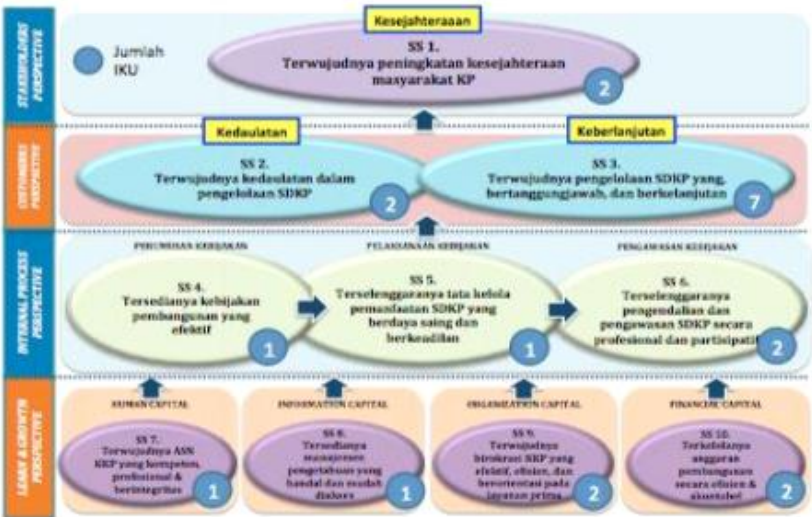 STAKEHOLDERS
PERSPECTIVE
Kesejahteraaan
Jumlah
IKU
SS 1.
Terwujudnya peningkatan kesejahteraan
masyarakat KP
2
CUSTOMERS
PERSPECTIVE
Kedaulatan
Keberlanjutan
SS 2.
Terwujudnya kedaulatan dalam
pengelolaan SDKP
2
SS 3.
Terwujudnya pengelolaan SDKP yang,
bertanggungjawab, dan berkelanjutan
7
INTERNAL PROCESS
PERSPECTIVE
PERUMUSAN KEBIJAKAN
PELAKSANAAN KEBIJAKAN
PENGAWASAN KEBIJAKAN
SS 4.
Tersedianya kebijakan
pembangunan yang
efektif
1
SS 5.
Terselenggaranya tata kelola
pemanfaatan SDKP yang
berdaya saing dan
berkeadilan
1
SS 6.
Terselenggaranya
pengendalian dan
pengawasan SDKP secara
profesional dan partisipatif
2
LEARN & GROWTH
PERSPECTIVE
HUMAN CAPITAL
INFORMATION CAPITAL
ORGANIZATION CAPITAL
FINANCIAL CAPITAL
SS 7.
Terwujudnya ASN
KKP yang kompeten,
profesional &
berintegritas
1
SS 8.
Tersedianya
manajemen
pengetahuan yang
handal dan mudah
diakses
1
SS 9.
Terwujudnya
birokrasi KKP yang
efektif, efisien, dan
berorientasi pada
layanan prima
2
SS 10.
Terkelolanya
anggaran
pembangunan
secara efisien &
akuntabel
2